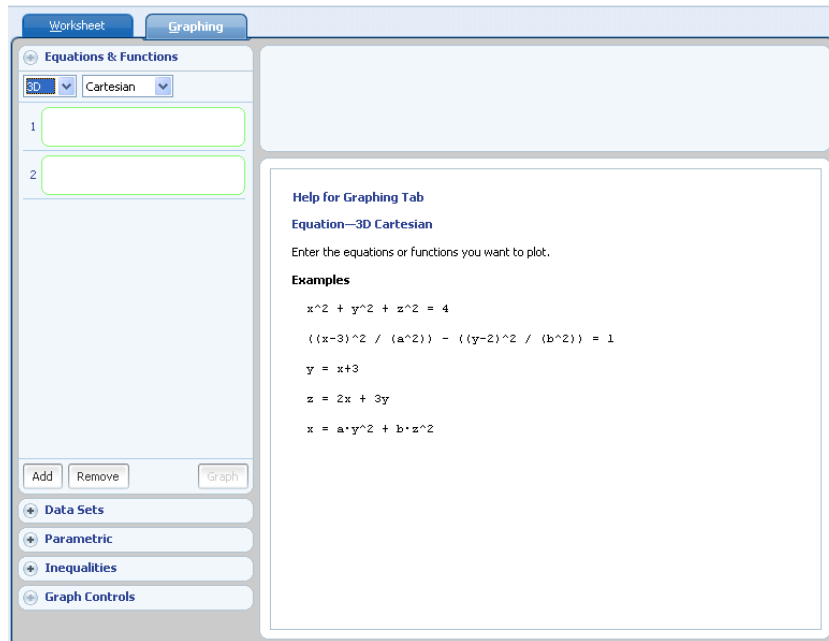 Worksheet
Graphing
Equations & Functions
3D
Cartesian
1
2
Add
Remove
Graph
Data Sets
Parametric
Inequalities
Graph Controls
Help for Graphing Tab
Equation—3D Cartesian
Enter the equations or functions you want to plot.
Examples
x^2 + y^2 + z^2 = 4
((x-3)^2 / (a^2)) - ((y-2)^2 / (b^2)) = 1
y = x+3
z = 2x + 3y
x = a·y^2 + b·z^2